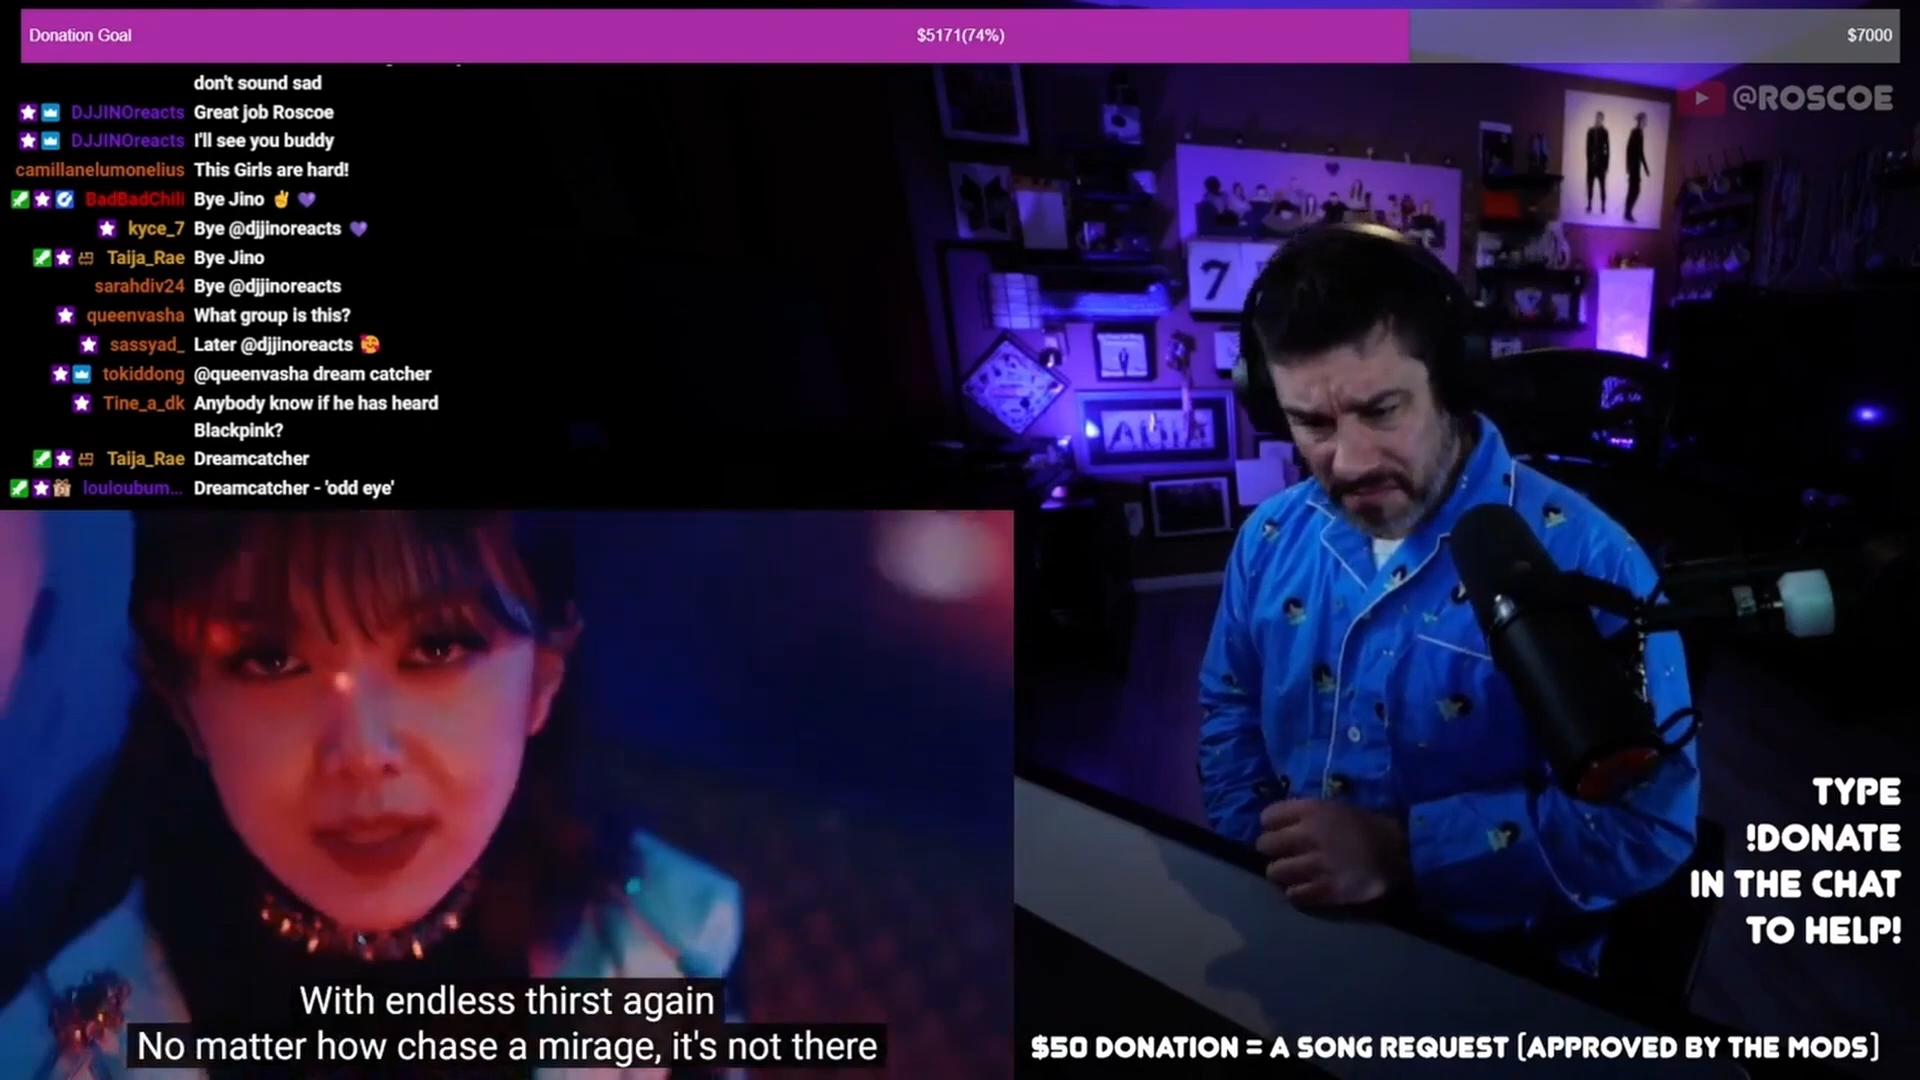 Donation Goal
$5171(74%)
$7000
don't sound sad
DJJINOreacts Great job Roscoe
DJJINOreacts I'll see you buddy
camillanelumonelius This Girls are hard!
BadBadChili Bye Jino ✌️ 💜
kyce_7 Bye @djjinoreacts 💜
Taija_Rae Bye Jino
sarahdiv24 Bye @djjinoreacts
queenvasha What group is this?
sassyad_ Later @djjinoreacts 🥰
tokiddong @queenvasha dream catcher
Tine_a_dk Anybody know if he has heard
Blackpink?
Taija_Rae Dreamcatcher
louloubum... Dreamcatcher - 'odd eye'
@ROSCOE
7
With endless thirst again
No matter how chase a mirage, it's not there
TYPE
!DONATE
IN THE CHAT
TO HELP!
$50 DONATION = A SONG REQUEST [APPROVED BY THE MODS]